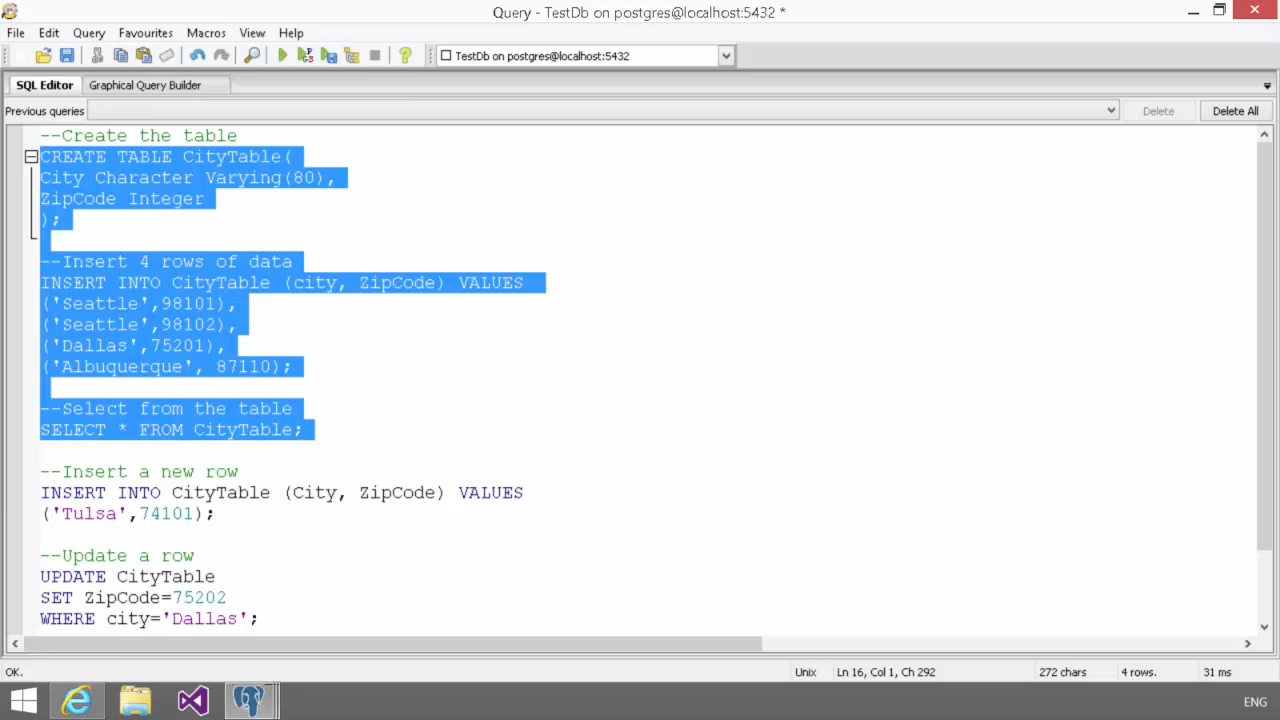 Query - TestDb on postgres@localhost:5432 *
File Edit Query Favourites Macros View Help
TestDb on postgres@localhost:5432
SQL Editor Graphical Query Builder
Previous queries Delete Delete All
--Create the table
CREATE TABLE CityTable(
City Character Varying(80),
ZipCode Integer
);
--Insert 4 rows of data
INSERT INTO CityTable (city, ZipCode) VALUES
('Seattle',98101),
('Seattle',98102),
('Dallas',75201),
('Albuquerque', 87110);
--Select from the table
SELECT * FROM CityTable;
--Insert a new row
INSERT INTO CityTable (City, ZipCode) VALUES
('Tulsa',74101);
--Update a row
UPDATE CityTable
SET ZipCode=75202
WHERE city='Dallas';
OK. Unix Ln 16, Col 1, Ch 292 272 chars 4 rows. 31 ms
ENG